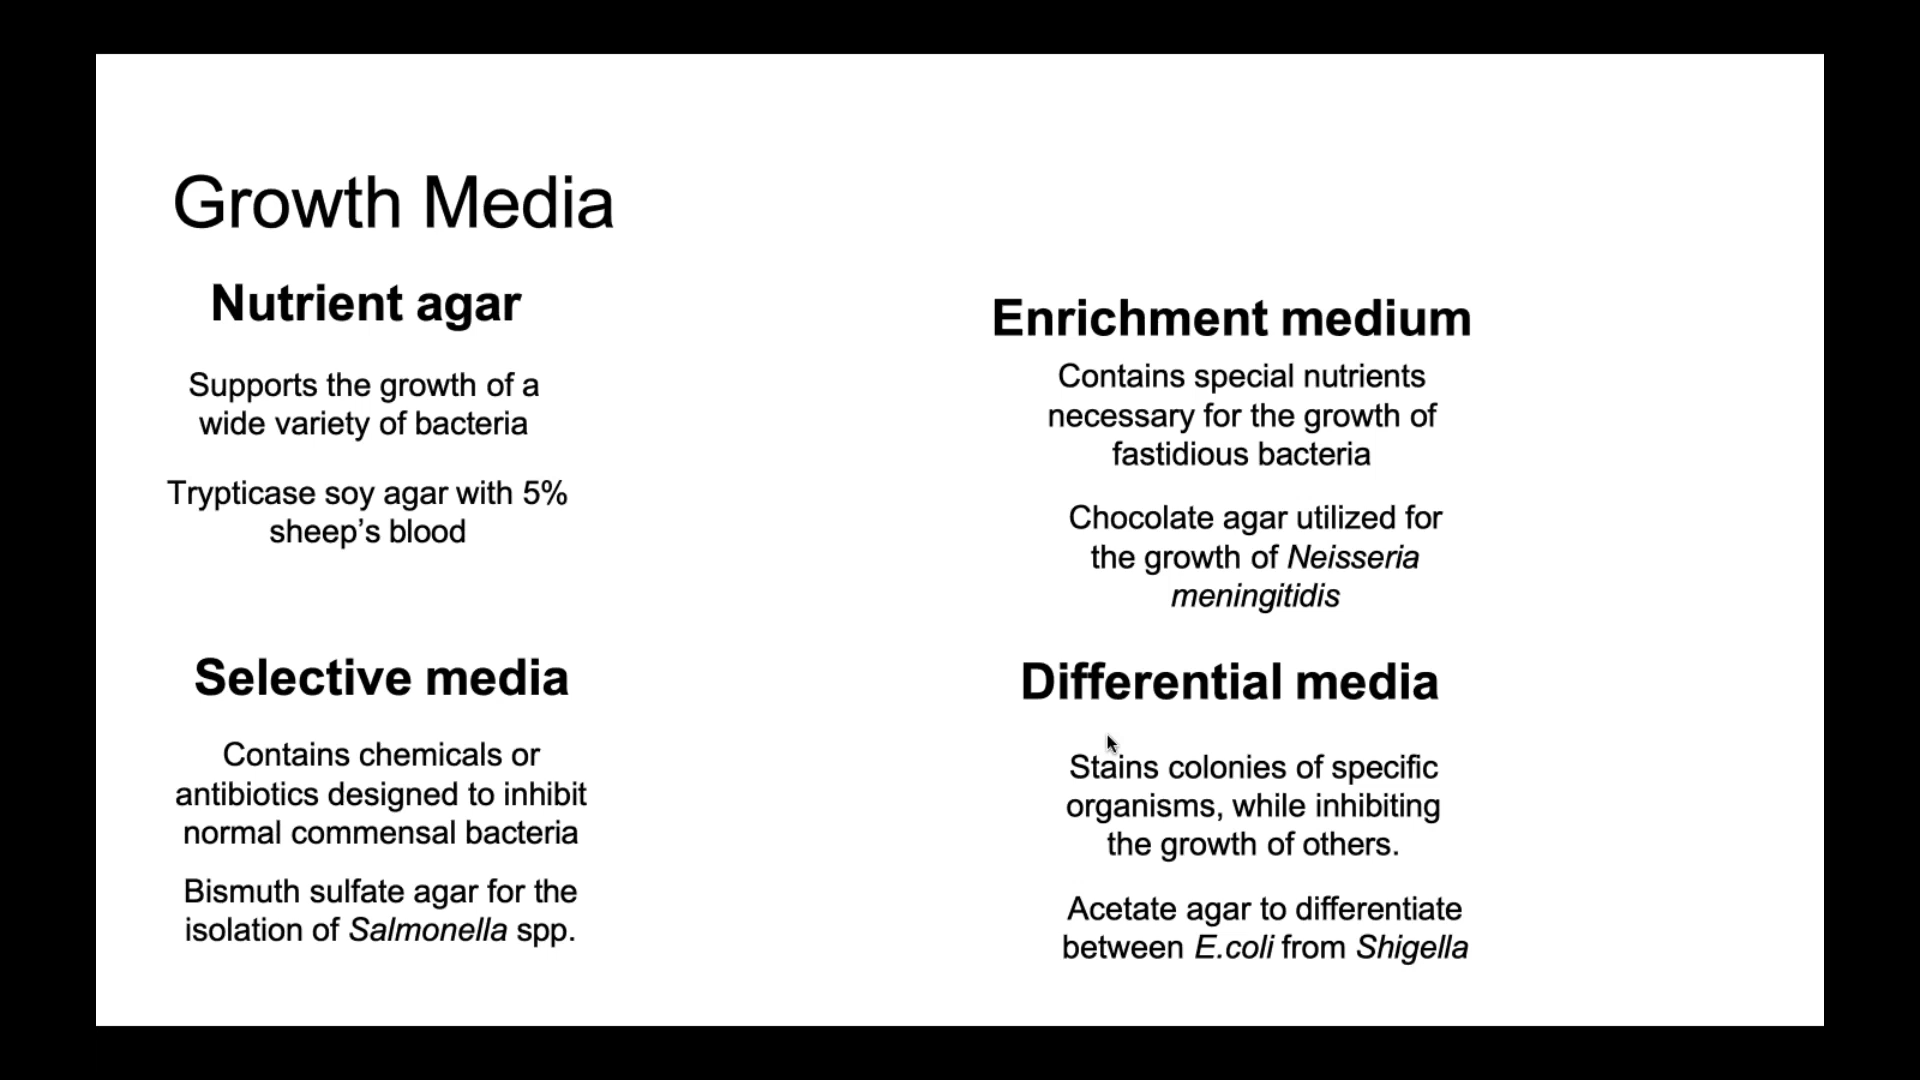 Growth Media
Nutrient agar
Supports the growth of a
wide variety of bacteria
Trypticase soy agar with 5%
sheep’s blood
Enrichment medium
Contains special nutrients
necessary for the growth of
fastidious bacteria
Chocolate agar utilized for
the growth of Neisseria
meningitidis
Selective media
Contains chemicals or
antibiotics designed to inhibit
normal commensal bacteria
Bismuth sulfate agar for the
isolation of Salmonella spp.
Differential media
Stains colonies of specific
organisms, while inhibiting
the growth of others.
Acetate agar to differentiate
between E.coli from Shigella